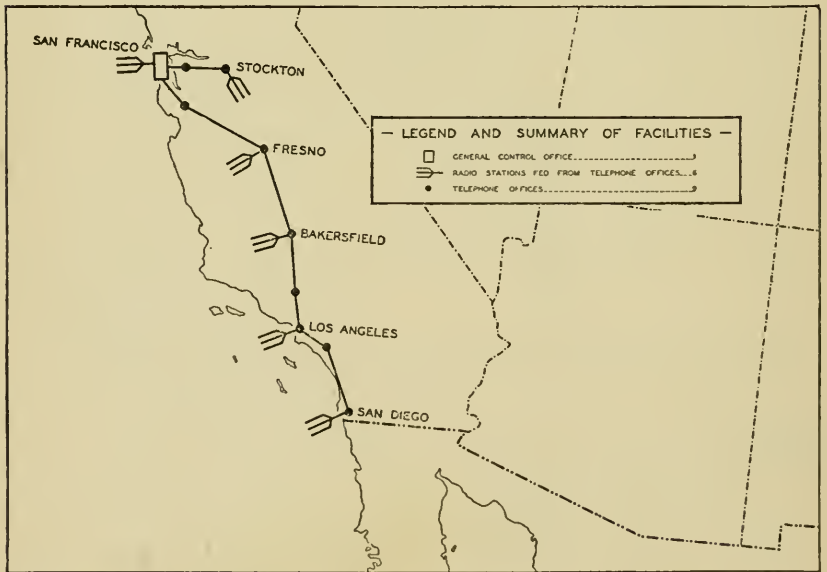 SAN FRANCISCO
STOCKTON
— LEGEND AND SUMMARY OF FACILITIES —
GENERAL CONTROL OFFICE
RADIO STATIONS FED FROM TELEPHONE OFFICES 6
TELEPHONE OFFICES 9
FRESNO
BAKERSFIELD
LOS ANGELES
SAN DIEGO